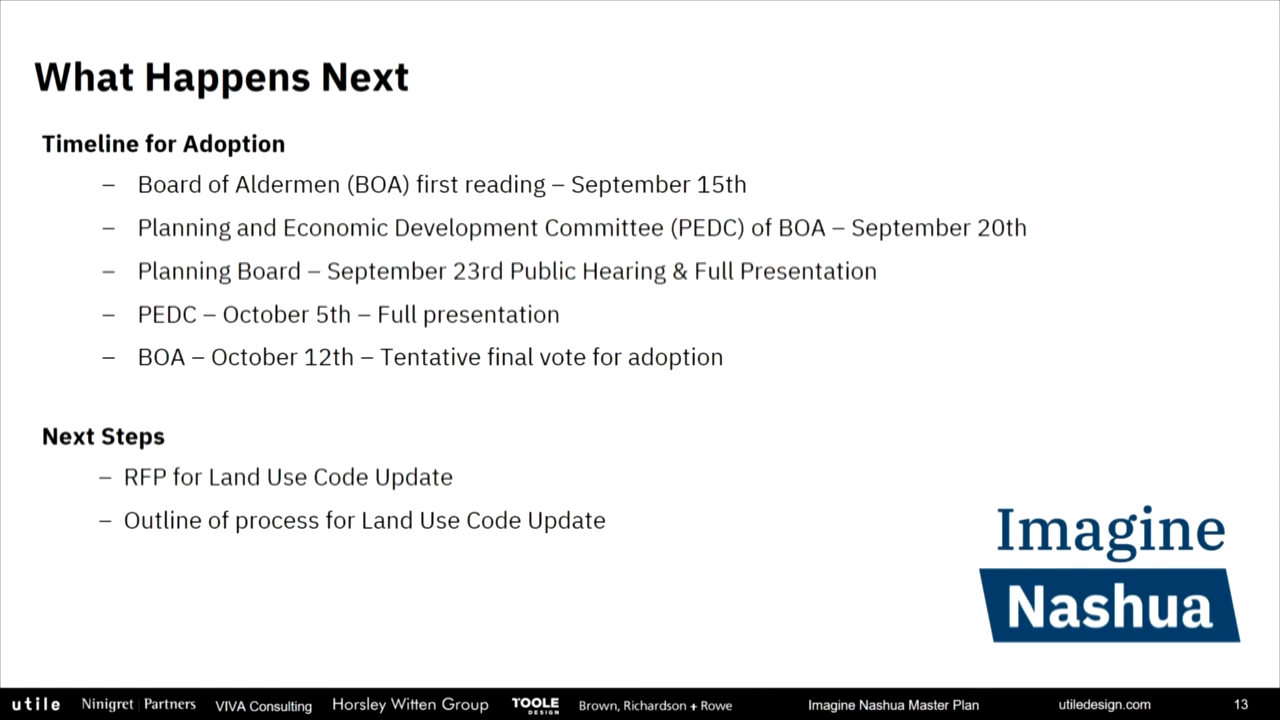 What Happens Next
Timeline for Adoption
– Board of Aldermen (BOA) first reading – September 15th
– Planning and Economic Development Committee (PEDC) of BOA – September 20th
– Planning Board – September 23rd Public Hearing & Full Presentation
– PEDC – October 5th – Full presentation
– BOA – October 12th – Tentative final vote for adoption
Next Steps
– RFP for Land Use Code Update
– Outline of process for Land Use Code Update
Imagine
Nashua
utile Ninigret Partners VIVA Consulting Horsley Witten Group TOOLE DESIGN Brown, Richardson + Rowe Imagine Nashua Master Plan utiledesign.com 13